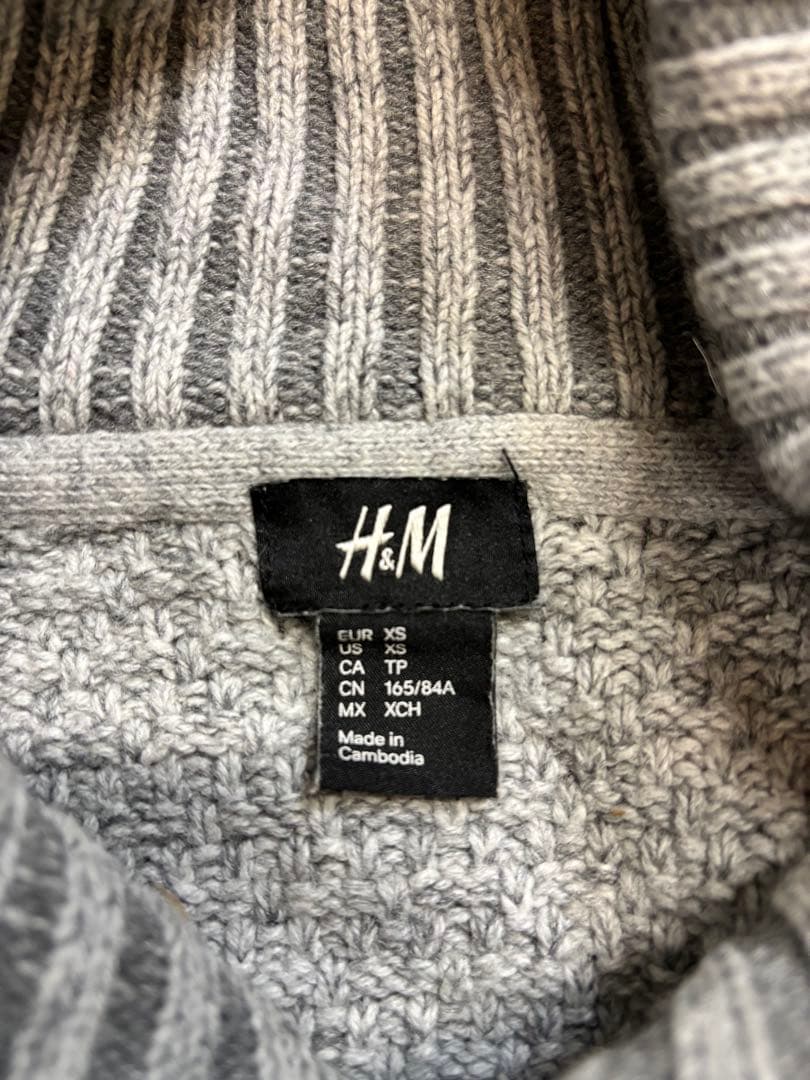 H&M
EUR XS
US XS
CA TP
CN 165/84A
MX XCH
Made in
Cambodia